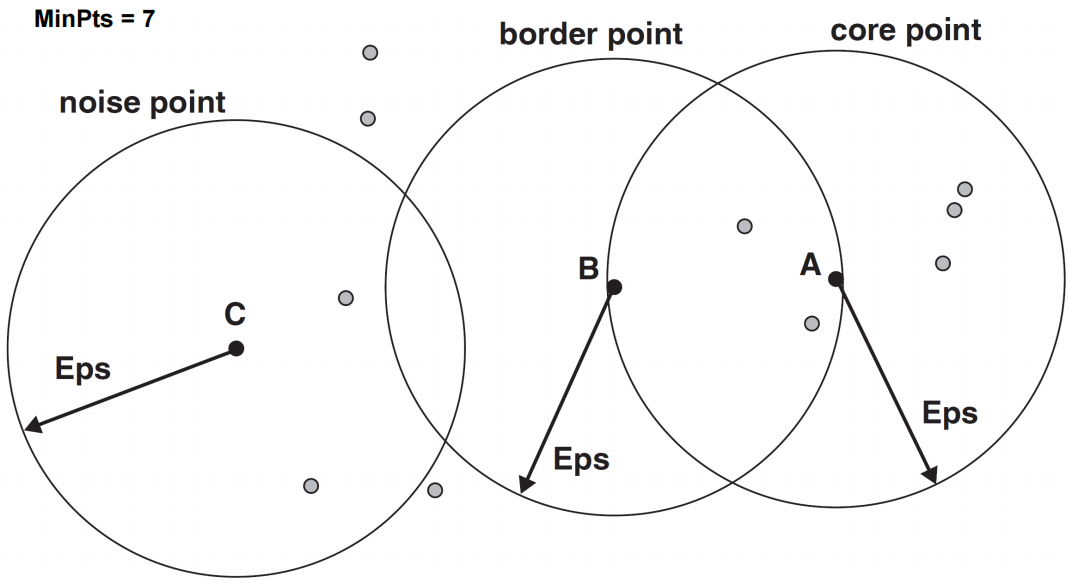 MinPts = 7
border point
core point
noise point
B
A
C
Eps
Eps
Eps